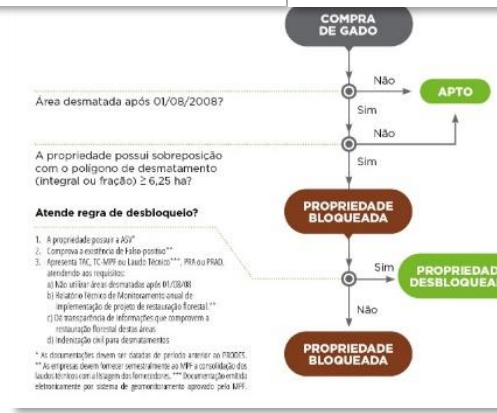 COMPRA
DE GADO
Não
Área desmatada após 01/08/2008?
APTO
Sim
Não
A propriedade possui sobreposição
com o polígono de desmatamento
(integral ou fração) ≥ 6,25 ha?
Sim
PROPRIEDADE
BLOQUEADA
Atende regra de desbloqueio?
1. A propriedade possui a ASV*
2. Comprova a existência de Falso-positivo**
3. Apresenta TAC, TC-MPF ou Laudo Técnico***, PRA ou PRAD,
atendendo aos requisitos:
a) Não utilizar áreas desmatadas após 01/08/08
b) Relatório Técnico de Monitoramento anual de
implementação de projeto de restauração florestal.**
c) Dá transparência de informações que comprovem a
restauração florestal destas áreas
d) Indenização civil para desmatamentos
Sim
PROPRIEDAD
DESBLOQUEA
Não
PROPRIEDADE
BLOQUEADA
* As documentações devem ser datadas de período anterior ao PRODES.
** As empresas devem fornecer semestralmente ao MPF a consolidação dos
laudos técnicos com a listagem dos fornecedores. *** Documentação emitida
eletronicamente por sistema de geomonitoramento aprovado pelo MPF.